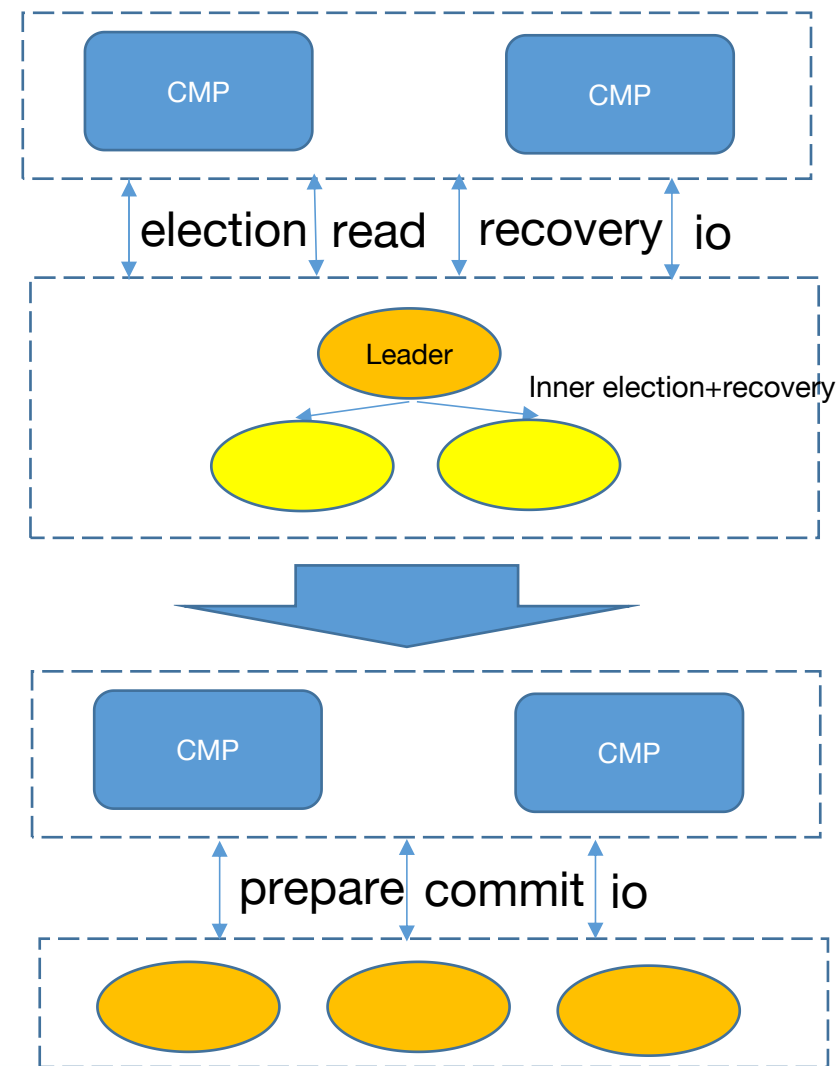 CMP CMP
election read recovery io
Leader
Inner election+recovery
CMP CMP
prepare commit io